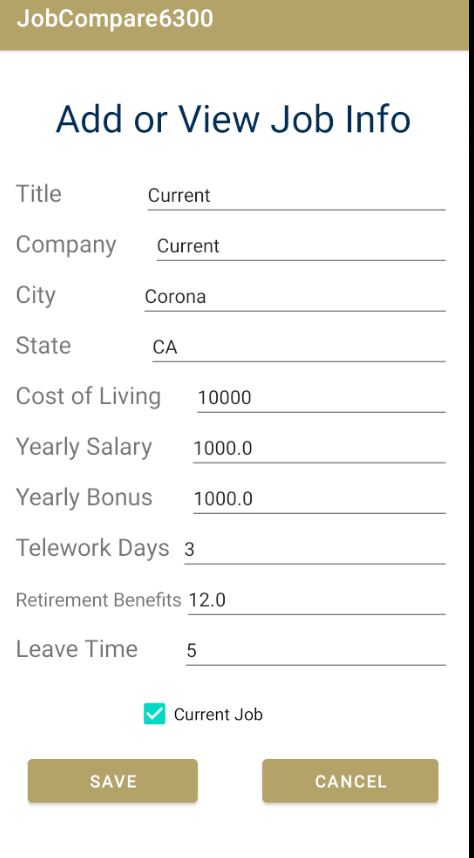 JobCompare6300
Add or View Job Info
Title Current
Company Current
City Corona
State CA
Cost of Living 10000
Yearly Salary 1000.0
Yearly Bonus 1000.0
Telework Days 3
Retirement Benefits 12.0
Leave Time 5
Current Job
SAVE CANCEL